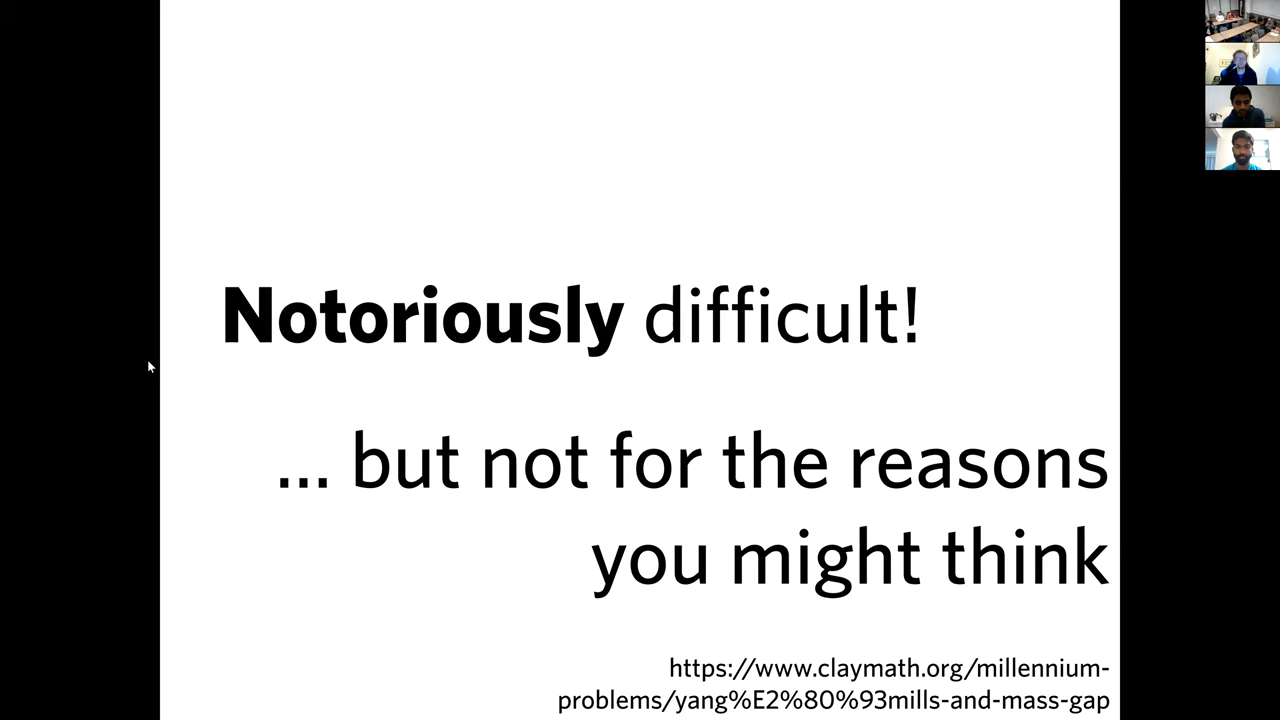 Notoriously difficult!
... but not for the reasons
you might think
https://www.claymath.org/millennium-
problems/yang%E2%80%93mills-and-mass-gap